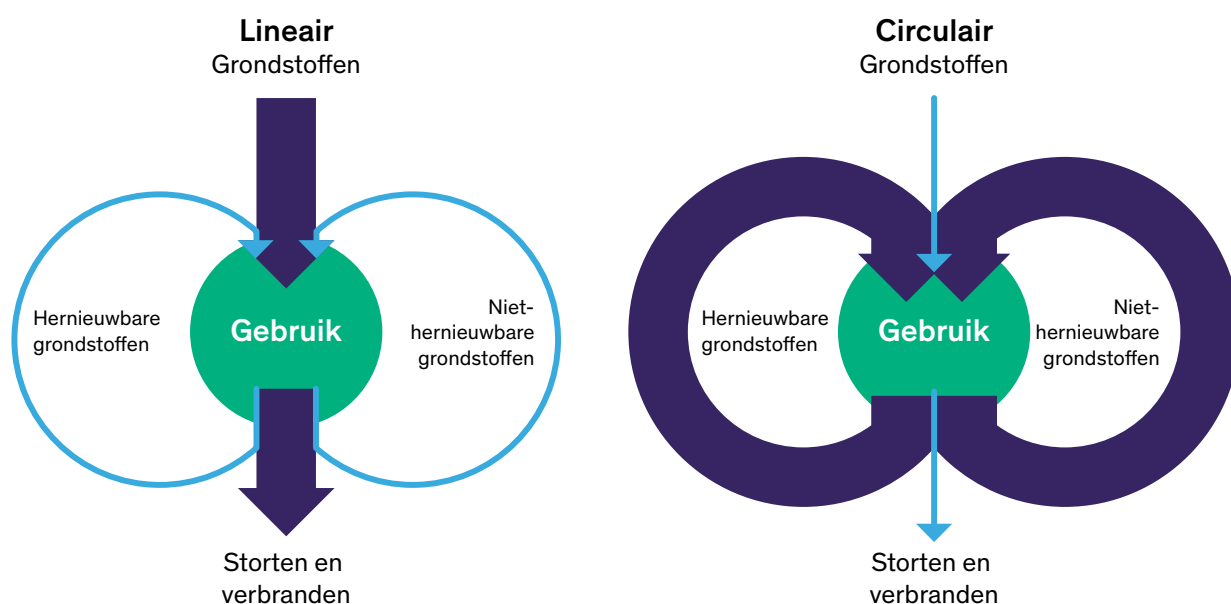 Lineair
Grondstoffen
Hernieuwbare
grondstoffen
Gebruik
Niet-
hernieuwbare
grondstoffen
Storten en
verbranden
Circulair
Grondstoffen
Hernieuwbare
grondstoffen
Gebruik
Niet-
hernieuwbare
grondstoffen
Storten en
verbranden